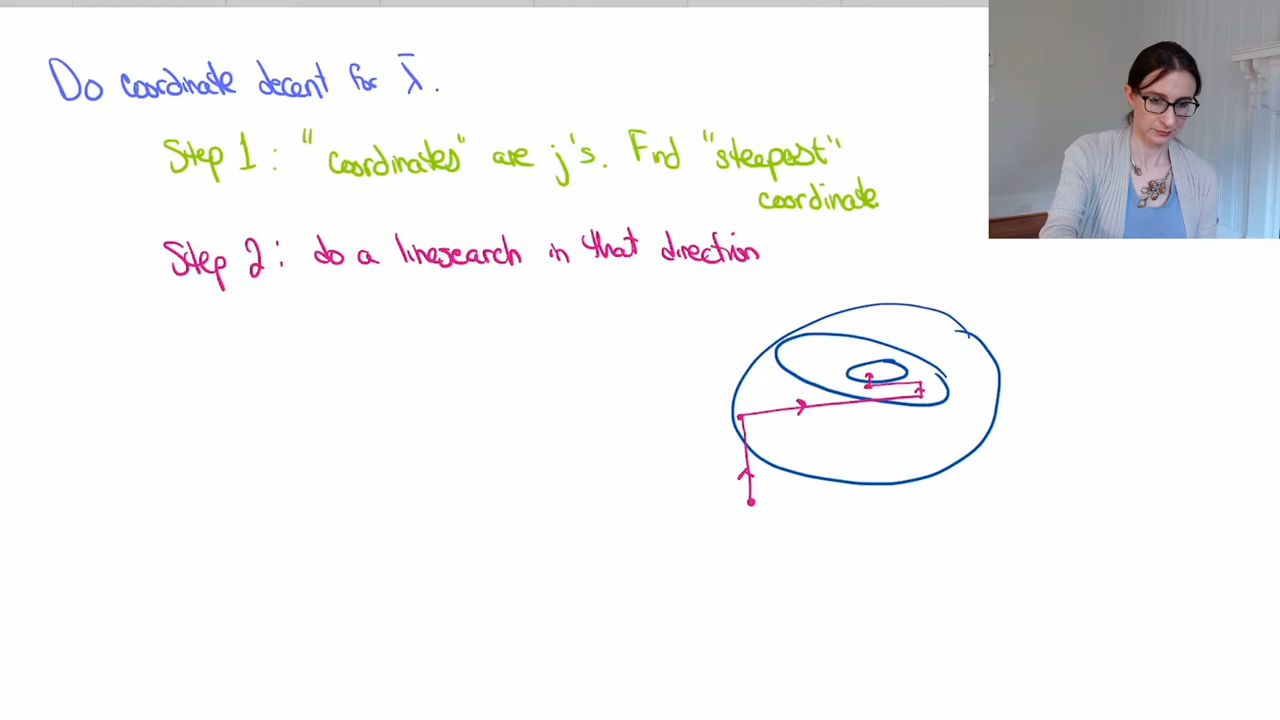 Do coordinate decent for λ̄.
Step 1: "coordinates" are j's. Find "steepest"
coordinate
Step 2: do a linesearch in that direction